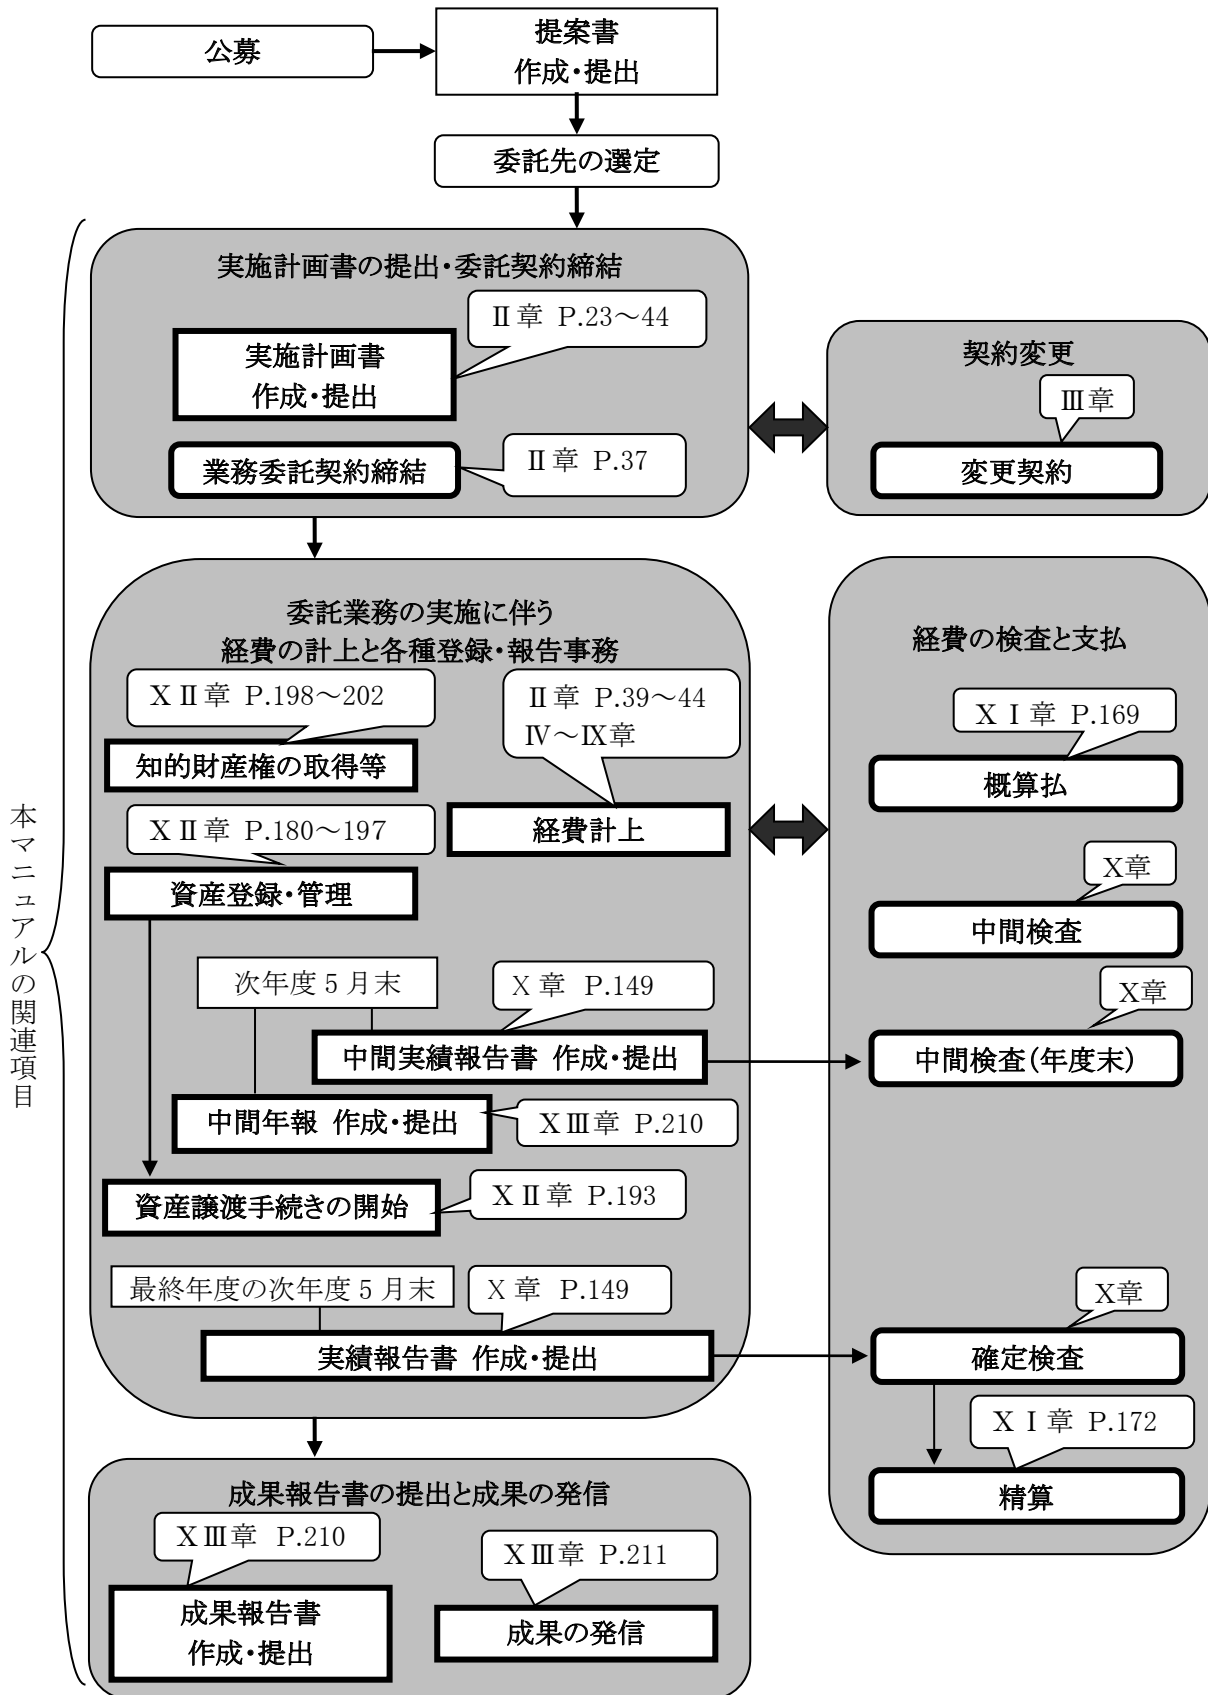 公募
提案書
作成・提出
委託先の選定
実施計画書の提出・委託契約締結
Ⅱ章 P.23～44
実施計画書
作成・提出
業務委託契約締結
Ⅱ章 P.37
契約変更
Ⅲ章
変更契約
委託業務の実施に伴う
経費の計上と各種登録・報告事務
ⅩⅡ章 P.198～202
知的財産権の取得等
Ⅱ章 P.39～44
Ⅳ～Ⅸ章
経費計上
ⅩⅡ章 P.180～197
資産登録・管理
次年度5月末
Ⅹ章 P.149
中間実績報告書 作成・提出
中間年報 作成・提出
ⅩⅢ章 P.210
資産譲渡手続きの開始
ⅩⅡ章 P.193
最終年度の次年度5月末
Ⅹ章 P.149
実績報告書 作成・提出
経費の検査と支払
ⅩⅠ章 P.169
概算払
Ⅹ章
中間検査
Ⅹ章
中間検査(年度末)
Ⅹ章
確定検査
ⅩⅠ章 P.172
精算
成果報告書の提出と成果の発信
ⅩⅢ章 P.210
成果報告書
作成・提出
ⅩⅢ章 P.211
成果の発信
本マニュアルの関連項目